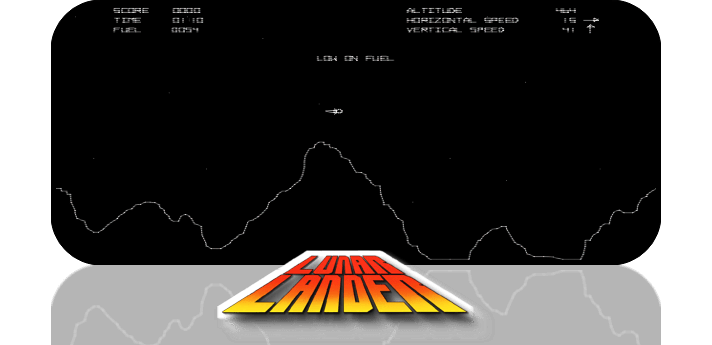 SCORE 0000
TIME 01:10
FUEL 0054
ALTITUDE 464
HORIZONTAL SPEED 15 →
VERTICAL SPEED 41 ↑
LOW ON FUEL
LUNAR
LANDER